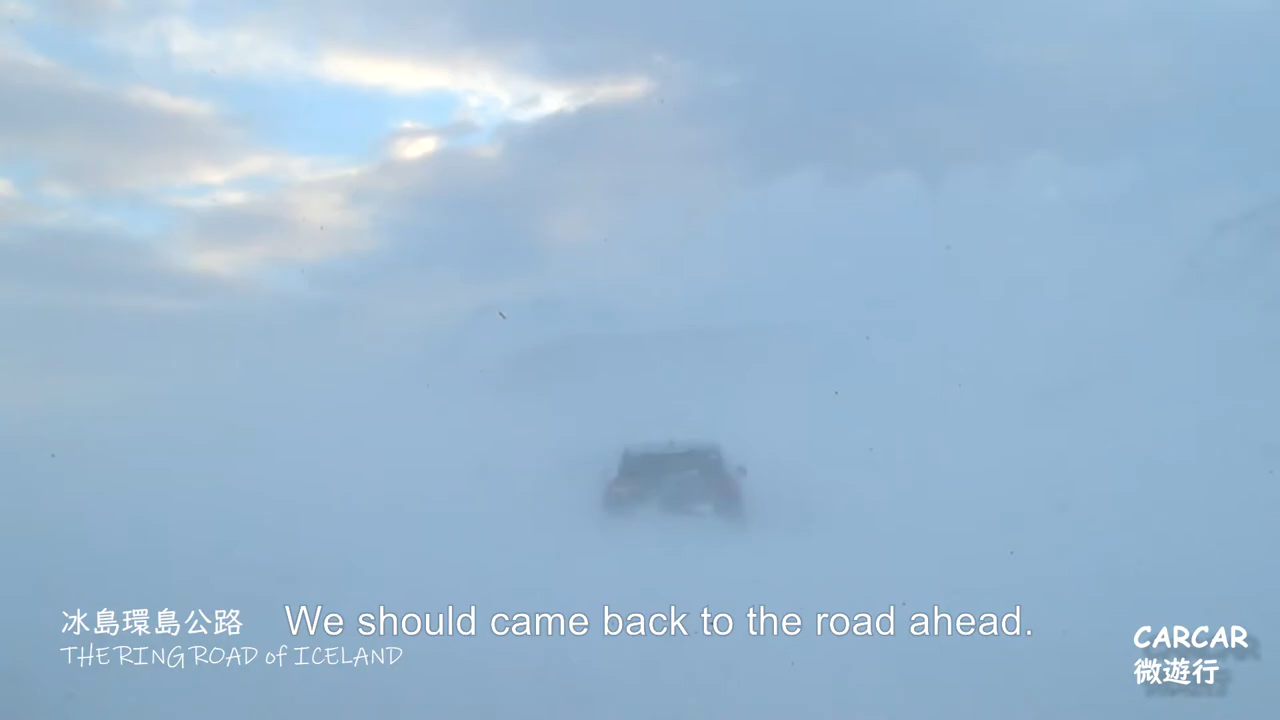 冰島環島公路
We should came back to the road ahead.
THE RING ROAD of ICELAND
CARCAR
微遊行